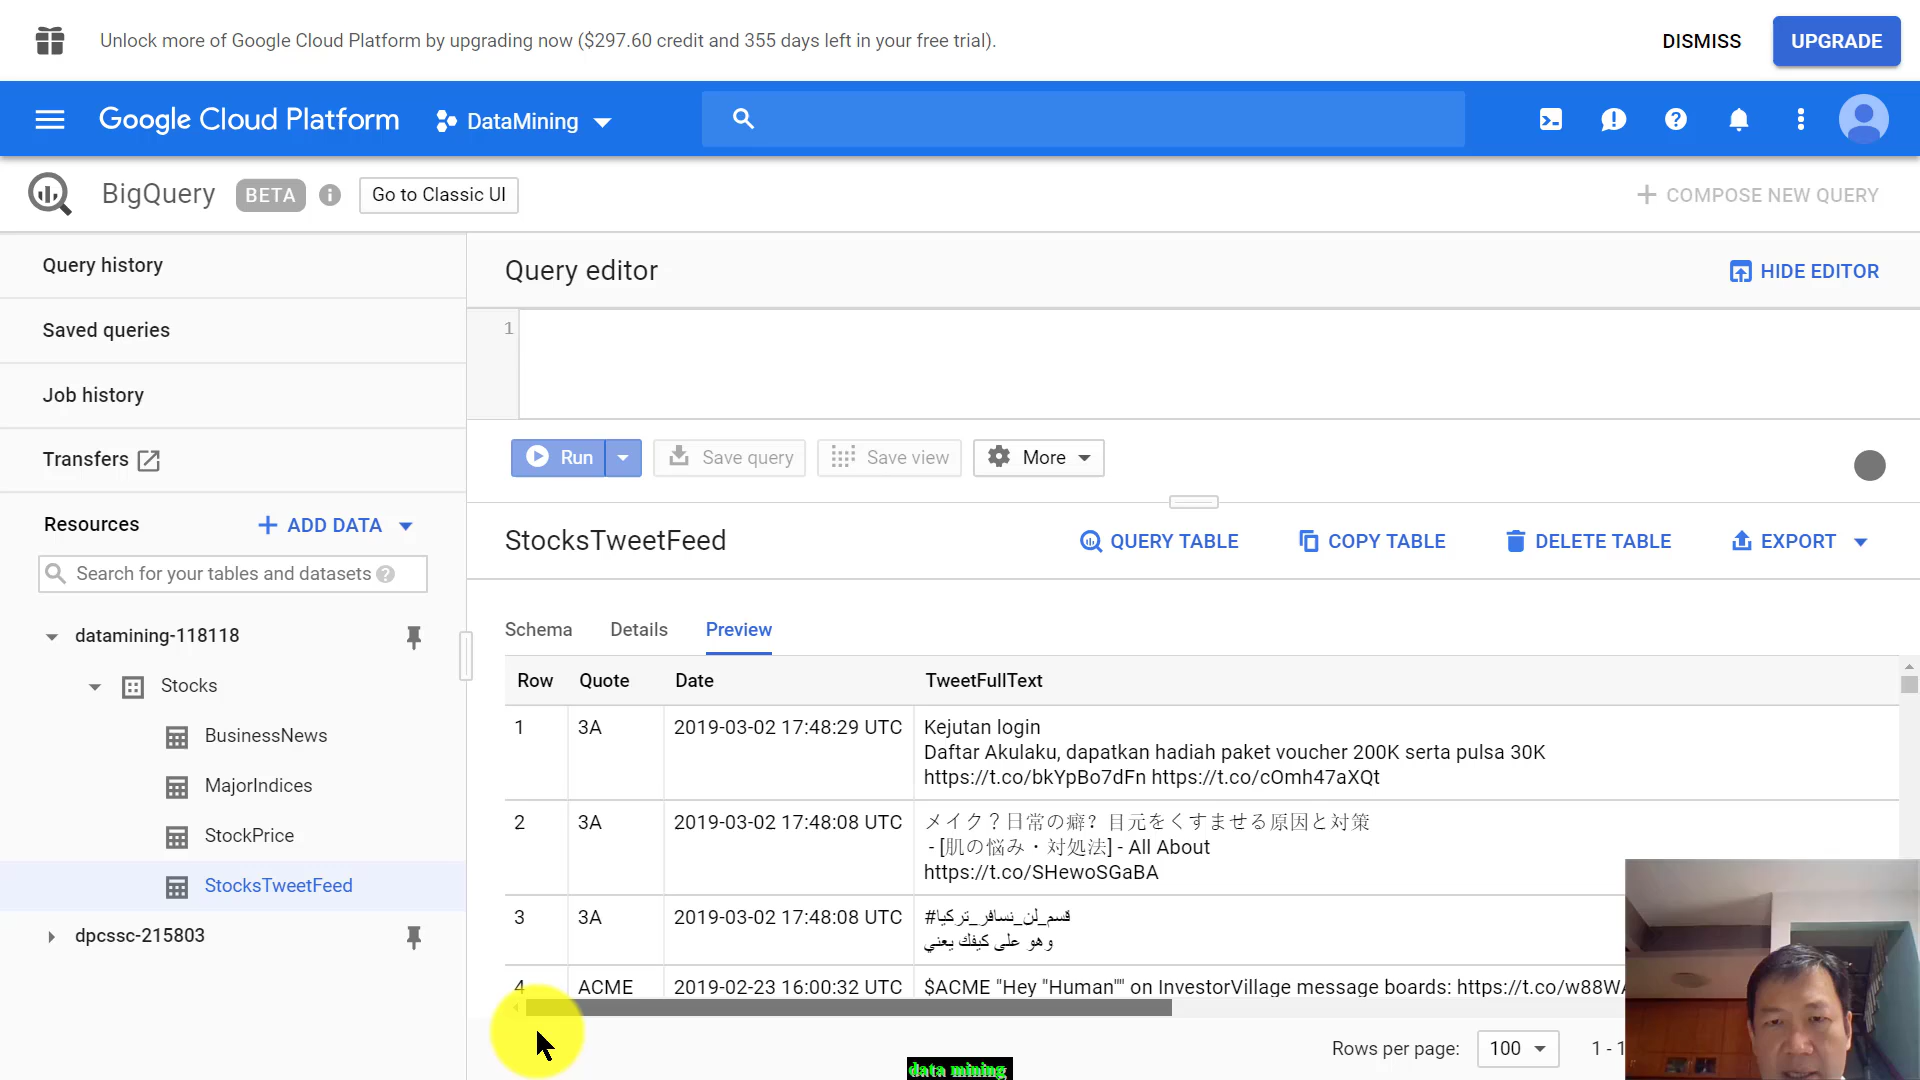 Unlock more of Google Cloud Platform by upgrading now ($297.60 credit and 355 days left in your free trial).
DISMISS
UPGRADE
Google Cloud Platform
DataMining
BigQuery
BETA
Go to Classic UI
COMPOSE NEW QUERY
Query history
Saved queries
Job history
Transfers
Resources
ADD DATA
Search for your tables and datasets
datamining-118118
Stocks
BusinessNews
MajorIndices
StockPrice
StocksTweetFeed
dpcssc-215803
Query editor
HIDE EDITOR
1
Run
Save query
Save view
More
StocksTweetFeed
QUERY TABLE
COPY TABLE
DELETE TABLE
EXPORT
Schema Details Preview
Row Quote Date TweetFullText
1 3A 2019-03-02 17:48:29 UTC Kejutan login
Daftar Akulaku, dapatkan hadiah paket voucher 200K serta pulsa 30K
https://t.co/bkYpBo7dFn https://t.co/cOmh47aXQt
2 3A 2019-03-02 17:48:08 UTC メイク？日常の癖？目元をくすませる原因と対策
- [肌の悩み・対処法] - All About
https://t.co/SHewoSGaBA
3 3A 2019-03-02 17:48:08 UTC #قسم_لن_نسافر_تركيا
وهو على كيفك يعني
4 ACME 2019-02-23 16:00:32 UTC $ACME "Hey "Human"" on InvestorVillage message boards: https://t.co/w88W
Rows per page: 100 1 - 1
data mining